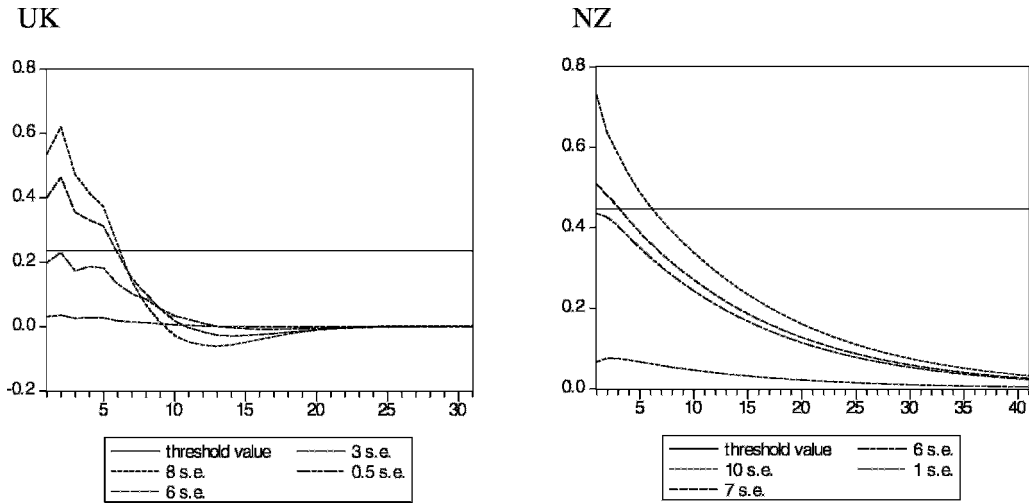 UK
0.8
0.6
0.4
0.2
0.0
-0.2
5 10 15 20 25 30
threshold value
8 s.e.
6 s.e.
3 s.e.
0.5 s.e.
NZ
0.8
0.6
0.4
0.2
0.0
5 10 15 20 25 30 35 40
threshold value
10 s.e.
7 s.e.
6 s.e.
1 s.e.